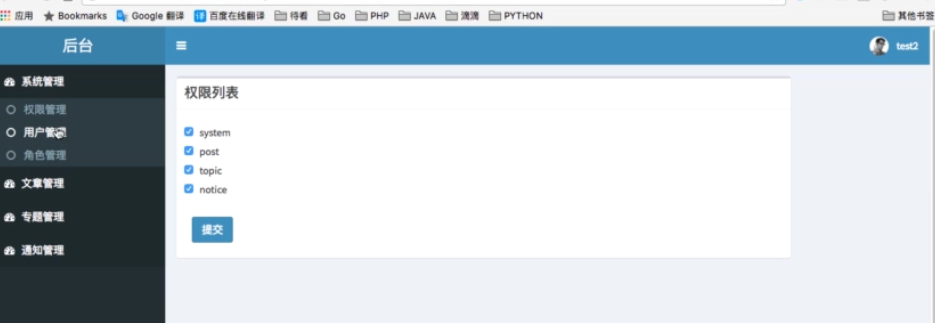 应用 Bookmarks Google 翻译 译 百度在线翻译 待看 Go PHP JAVA 滴滴 PYTHON 其他书签
后台 test2
系统管理
权限管理
用户管理
角色管理
文章管理
专题管理
通知管理
权限列表
system
post
topic
notice
提交